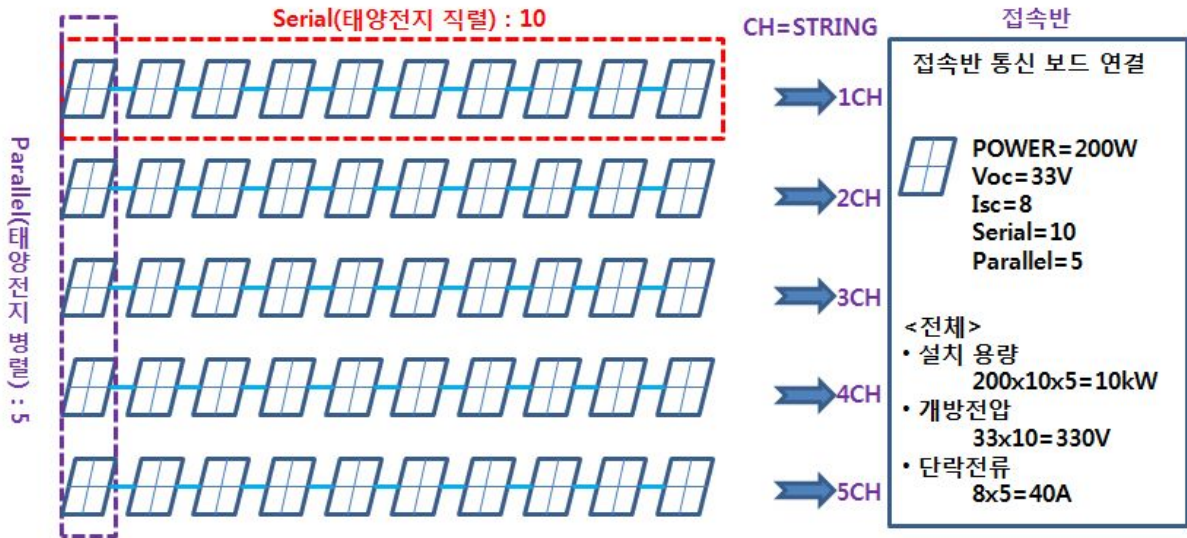 Serial(태양전지 직렬) : 10
CH=STRING
접속반
Parallel(태양전지 병렬) : 5
1CH
2CH
3CH
4CH
5CH
접속반 통신 보드 연결
POWER=200W
Voc=33V
Isc=8
Serial=10
Parallel=5
<전체>
• 설치 용량
200x10x5=10kW
• 개방전압
33x10=330V
• 단락전류
8x5=40A